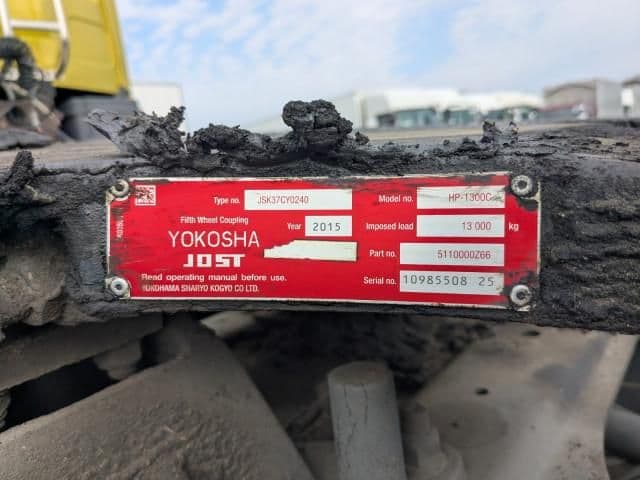 Type no. JSK37CY0240
Model no. HP-1300C
Fifth Wheel Coupling
Year 2015
Imposed load 13 000 kg
YOKOSHA
JOST
Part no. 5110000Z66
Read operating manual before use.
Serial no. 10985508 25
YOKOHAMA SHARYO KOGYO CO LTD.